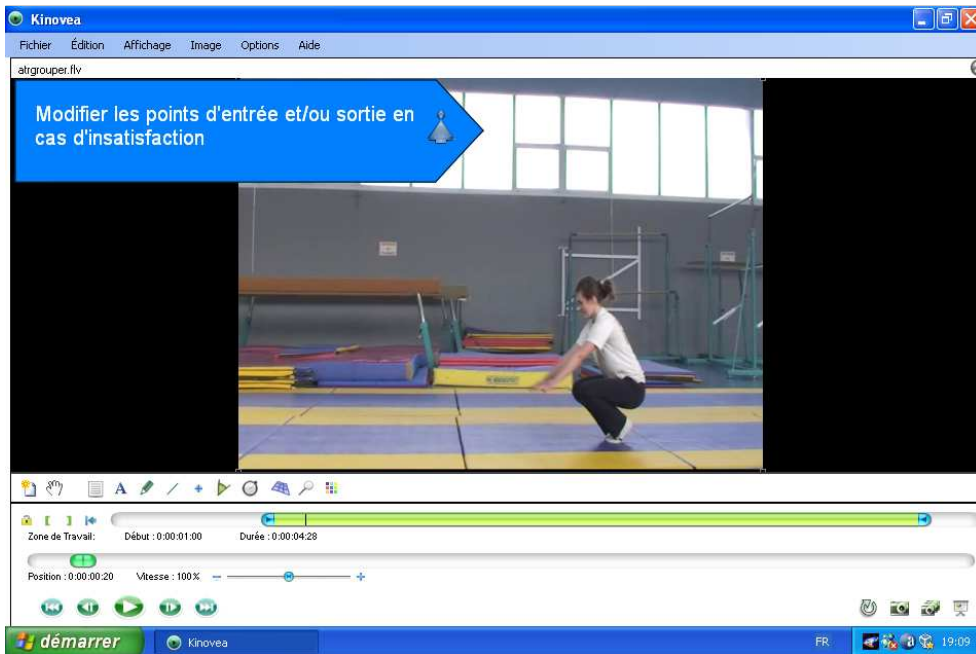 Kinovea
Fichier Édition Affichage Image Options Aide
atrgrouper.flv
Modifier les points d'entrée et/ou sortie en
cas d'insatisfaction
Zone de Travail: Début : 0:00:01:00 Durée : 0:00:04:28
Position : 0:00:00:20 Vitesse : 100%
démarrer Kinovea FR 19:09